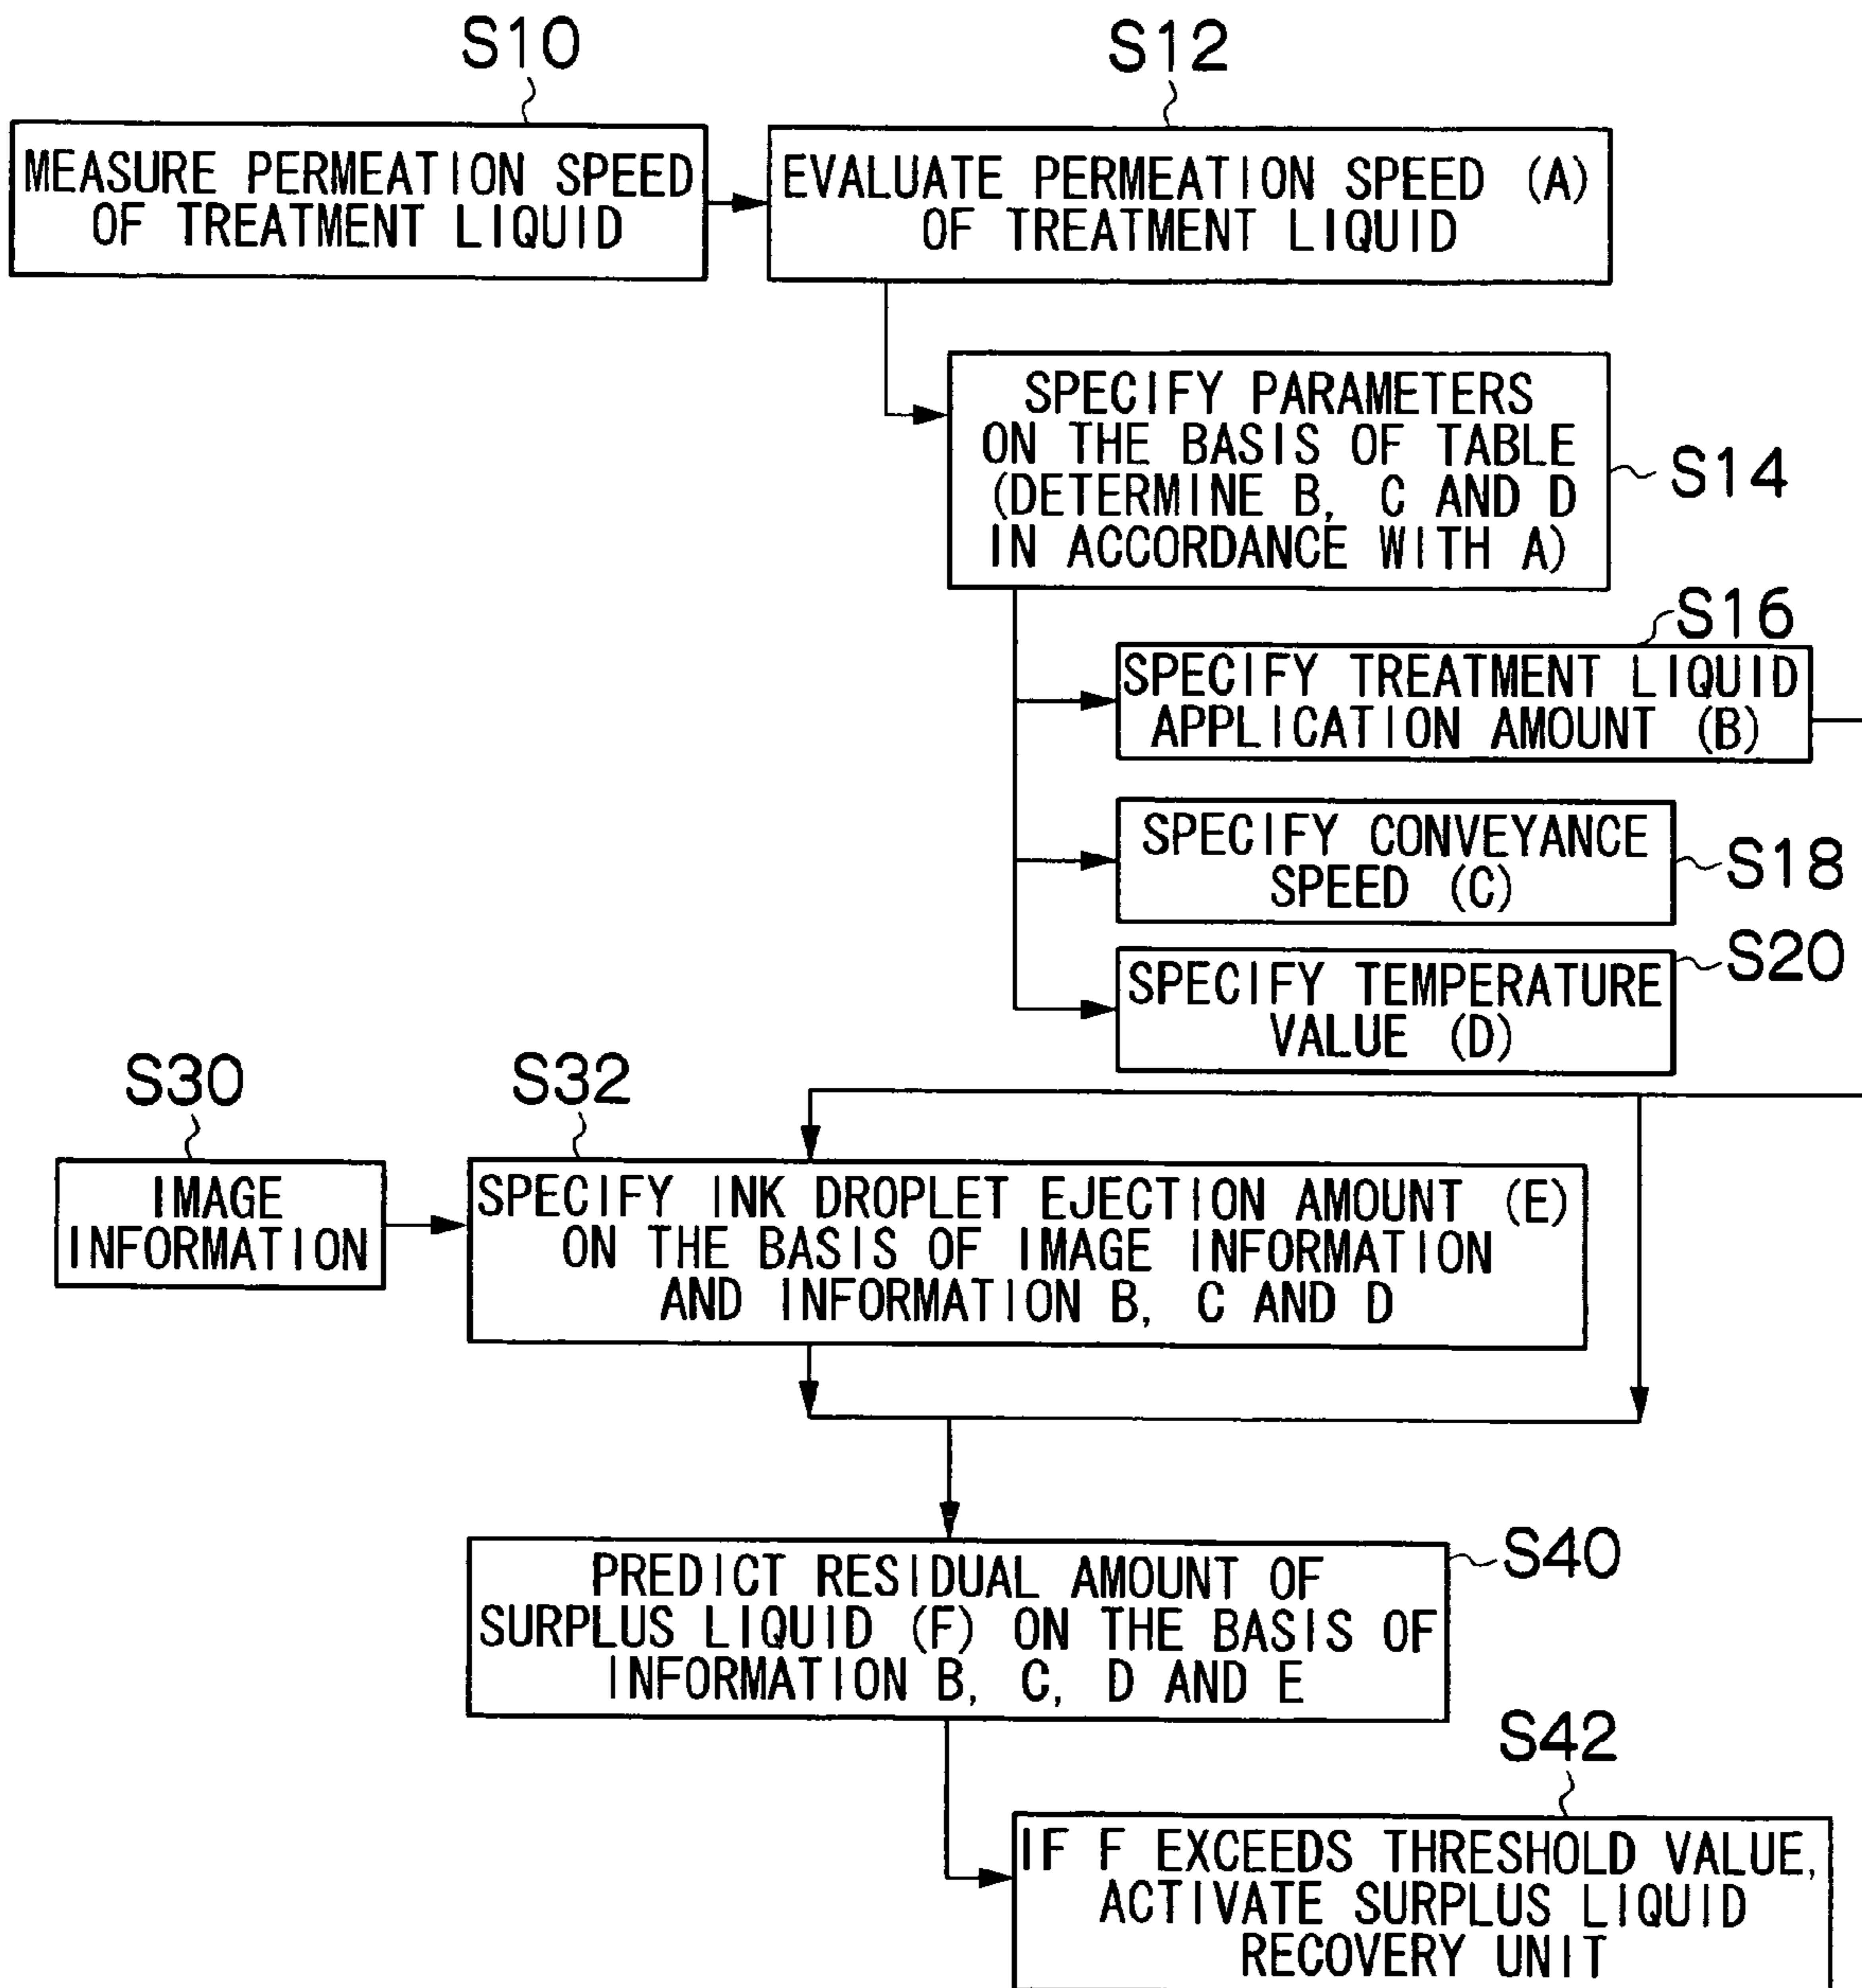 S10
S12
MEASURE PERMEATION SPEED
OF TREATMENT LIQUID
EVALUATE PERMEATION SPEED (A)
OF TREATMENT LIQUID
SPECIFY PARAMETERS
ON THE BASIS OF TABLE
(DETERMINE B, C AND D
IN ACCORDANCE WITH A)
S14
S16
SPECIFY TREATMENT LIQUID
APPLICATION AMOUNT (B)
SPECIFY CONVEYANCE
SPEED (C)
S18
S20
SPECIFY TEMPERATURE
VALUE (D)
S30
S32
IMAGE
INFORMATION
SPECIFY INK DROPLET EJECTION AMOUNT (E)
ON THE BASIS OF IMAGE INFORMATION
AND INFORMATION B, C AND D
S40
PREDICT RESIDUAL AMOUNT OF
SURPLUS LIQUID (F) ON THE BASIS OF
INFORMATION B, C, D AND E
S42
IF F EXCEEDS THRESHOLD VALUE,
ACTIVATE SURPLUS LIQUID
RECOVERY UNIT